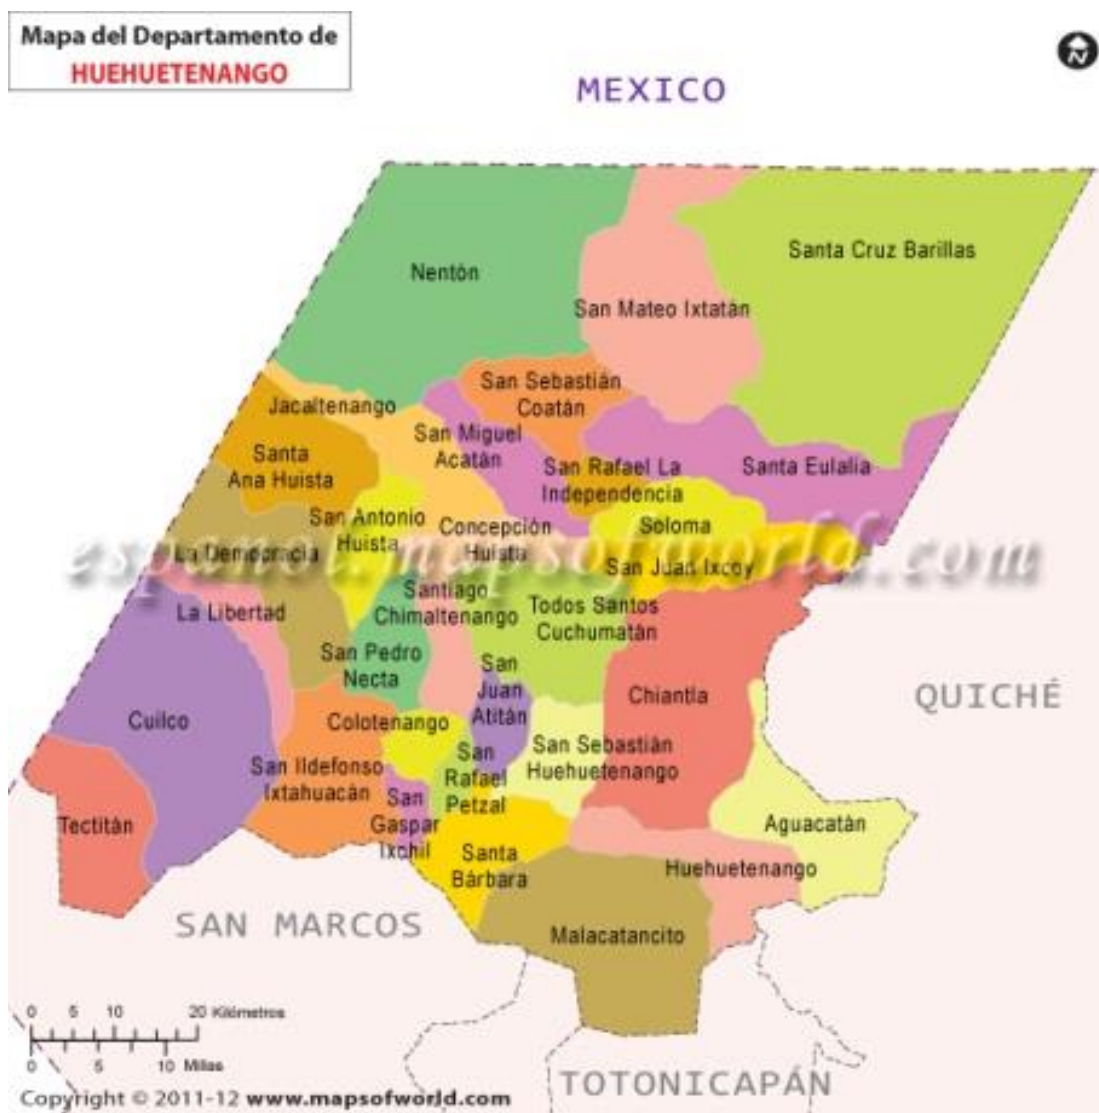 Mapa del Departamento de
HUEHUETENANGO
N
MEXICO
Santa Cruz Barillas
Nentón
San Mateo Ixtatán
San Sebastián
Coatán
Jacaltenango
San Miguel
Acatán
Santa
Ana Huista
San Rafael La
Independencia
Santa Eulalia
San Antonio
Huista
Concepción
Huista
Soloma
La Democracia
San Juan Ixcoy
espanol.mapsofworld.com
La Libertad
Santiago
Chimaltenango
Todos Santos
Cuchumatán
San Pedro
Necta
San
Juan
Atitán
Chiantla
QUICHÉ
Cuilco
Colotenango
San Sebastián
Huehuetenango
San Ildefonso
Ixtahuacán
San
Rafael
Petzal
San
Gaspar
Ixchil
Tectitán
Aguacatán
Santa
Bárbara
Huehuetenango
SAN MARCOS
Malacatancito
0 5 10 20 Kilómetros
0 5 10 Millas
TOTONICAPÁN
Copyright © 2011-12 www.mapsofworld.com